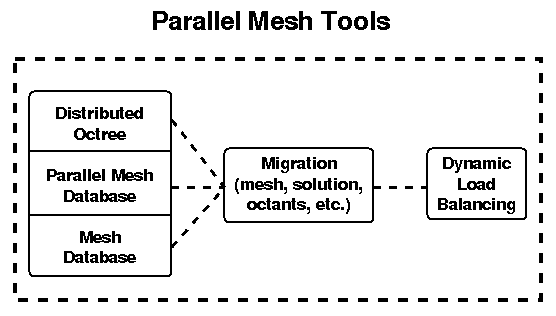 Parallel Mesh Tools
Distributed
Octree
Parallel Mesh
Database
Mesh
Database
Migration
(mesh, solution,
octants, etc.)
Dynamic
Load
Balancing